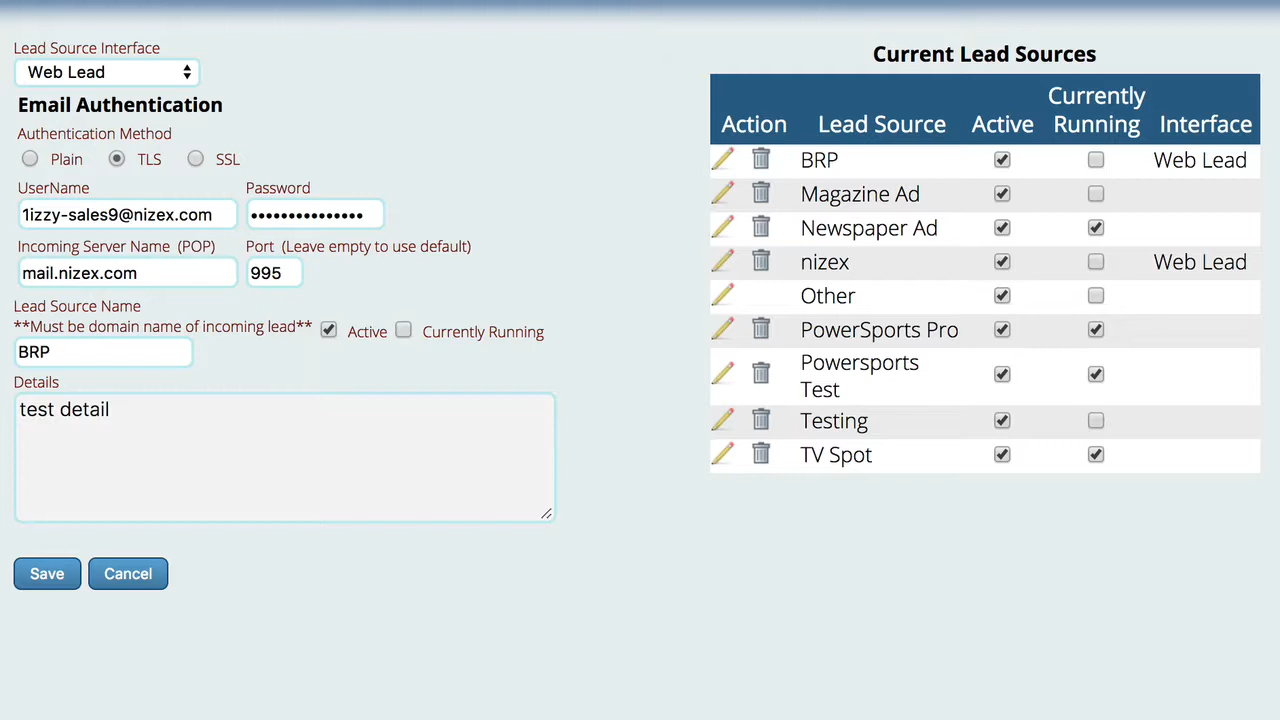 Lead Source Interface
Web Lead
Email Authentication
Authentication Method
Plain TLS SSL
UserName Password
1izzy-sales9@nizex.com •••••••••••••••
Incoming Server Name (POP) Port (Leave empty to use default)
mail.nizex.com 995
Lead Source Name
**Must be domain name of incoming lead** Active Currently Running
BRP
Details
test detail
Save Cancel
Current Lead Sources
Action Lead Source Active Currently Running Interface
BRP Web Lead
Magazine Ad
Newspaper Ad
nizex Web Lead
Other
PowerSports Pro
Powersports
Test
Testing
TV Spot